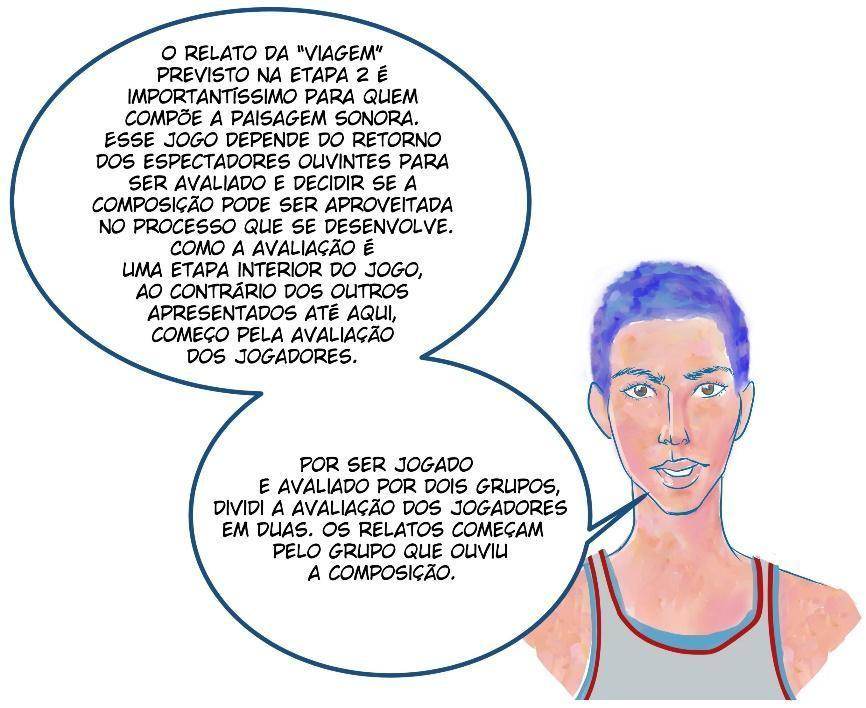 O RELATO DA "VIAGEM"
PREVISTO NA ETAPA 2 É
IMPORTANTÍSSIMO PARA QUEM
COMPÕE A PAISAGEM SONORA.
ESSE JOGO DEPENDE DO RETORNO
DOS ESPECTADORES OUVINTES PARA
SER AVALIADO E DECIDIR SE A
COMPOSIÇÃO PODE SER APROVEITADA
NO PROCESSO QUE SE DESENVOLVE.
COMO A AVALIAÇÃO É
UMA ETAPA INTERIOR DO JOGO,
AO CONTRÁRIO DOS OUTROS
APRESENTADOS ATÉ AQUI,
COMEÇO PELA AVALIAÇÃO
DOS JOGADORES.
POR SER JOGADO
E AVALIADO POR DOIS GRUPOS,
DIVIDI A AVALIAÇÃO DOS JOGADORES
EM DUAS. OS RELATOS COMEÇAM
PELO GRUPO QUE OUVIU
A COMPOSIÇÃO.